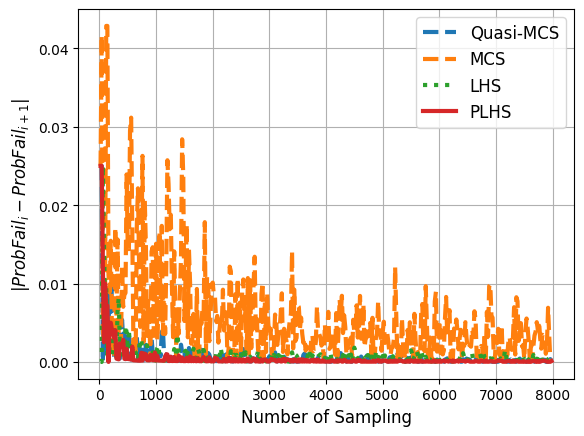 Quasi-MCS
MCS
LHS
PLHS
|ProbFail_i − ProbFail_{i+1}|
0.04
0.03
0.02
0.01
0.00
0 1000 2000 3000 4000 5000 6000 7000 8000
Number of Sampling